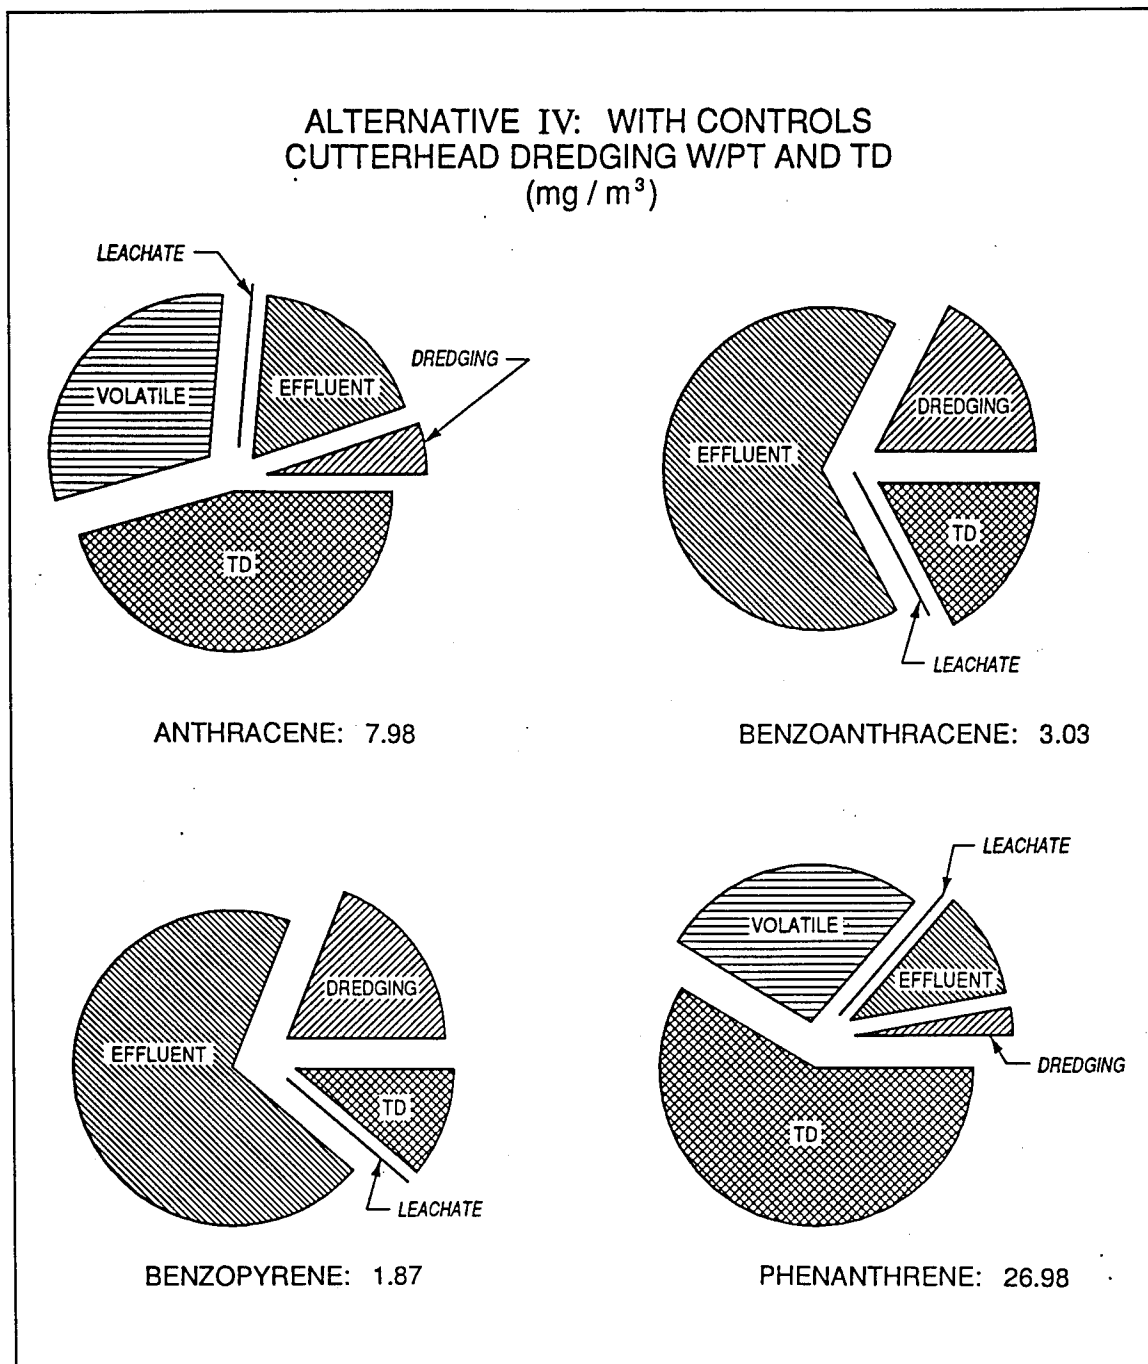 ALTERNATIVE IV: WITH CONTROLS
CUTTERHEAD DREDGING W/PT AND TD
(mg / m³)
LEACHATE
VOLATILE
EFFLUENT
DREDGING
TD
ANTHRACENE: 7.98
EFFLUENT
DREDGING
TD
LEACHATE
BENZOANTHRACENE: 3.03
EFFLUENT
DREDGING
TD
LEACHATE
BENZOPYRENE: 1.87
LEACHATE
VOLATILE
EFFLUENT
DREDGING
TD
PHENANTHRENE: 26.98